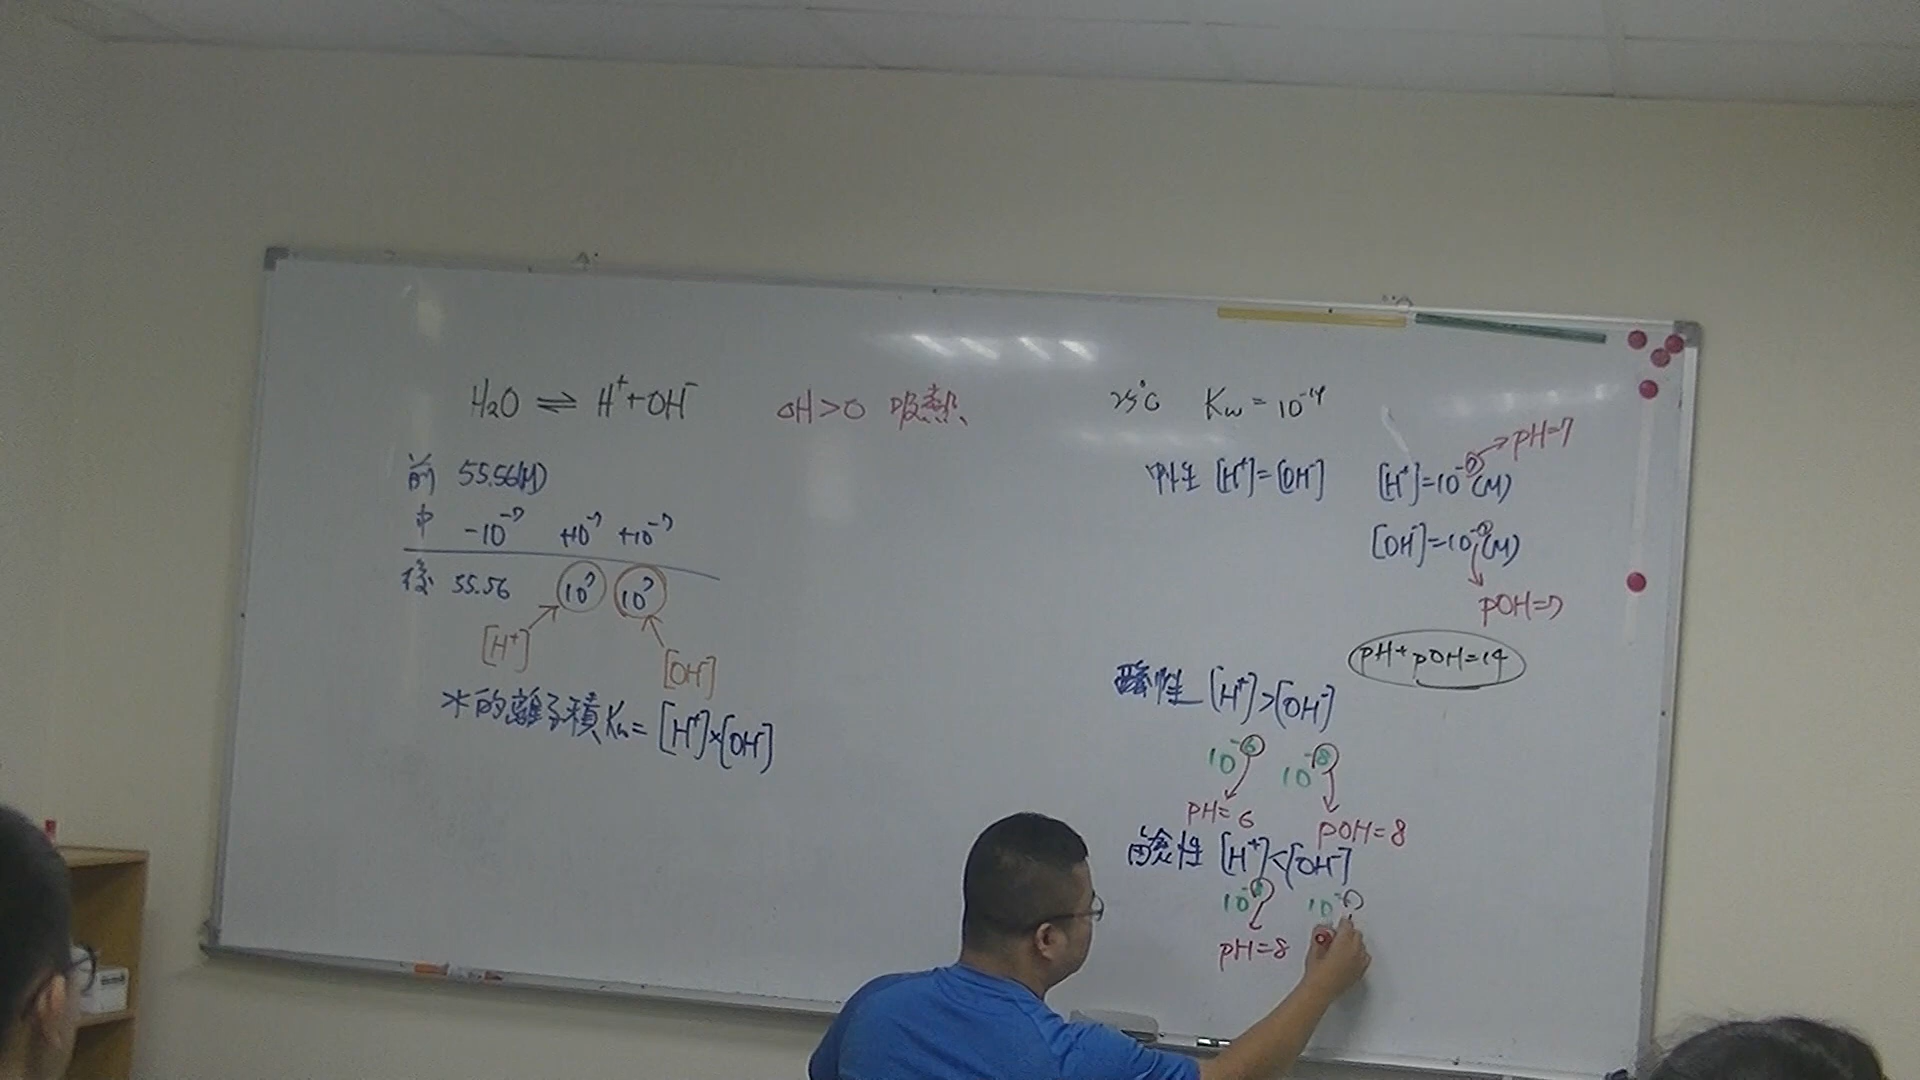 H₂O ⇌ H⁺+OH⁻ ΔH>0 吸熱
前 55.56(M)
中 -10⁻⁷ +10⁻⁷ +10⁻⁷
後 55.56 10⁻⁷ 10⁻⁷
[H⁺] [OH⁻]
水的離子積 Kw= [H⁺]×[OH⁻]
25°C Kw = 10⁻¹⁴
中性 [H⁺]=[OH⁻] [H⁺]=10⁻⁷(M) pH=7
[OH⁻]=10⁻⁷(M)
pOH=7
pH+pOH=14
酸性 [H⁺]>[OH⁻]
10⁻⁶ 10⁻⁸
pH=6 pOH=8
鹼性 [H⁺]<[OH⁻]
10⁻⁸ 10⁻⁶
pH=8